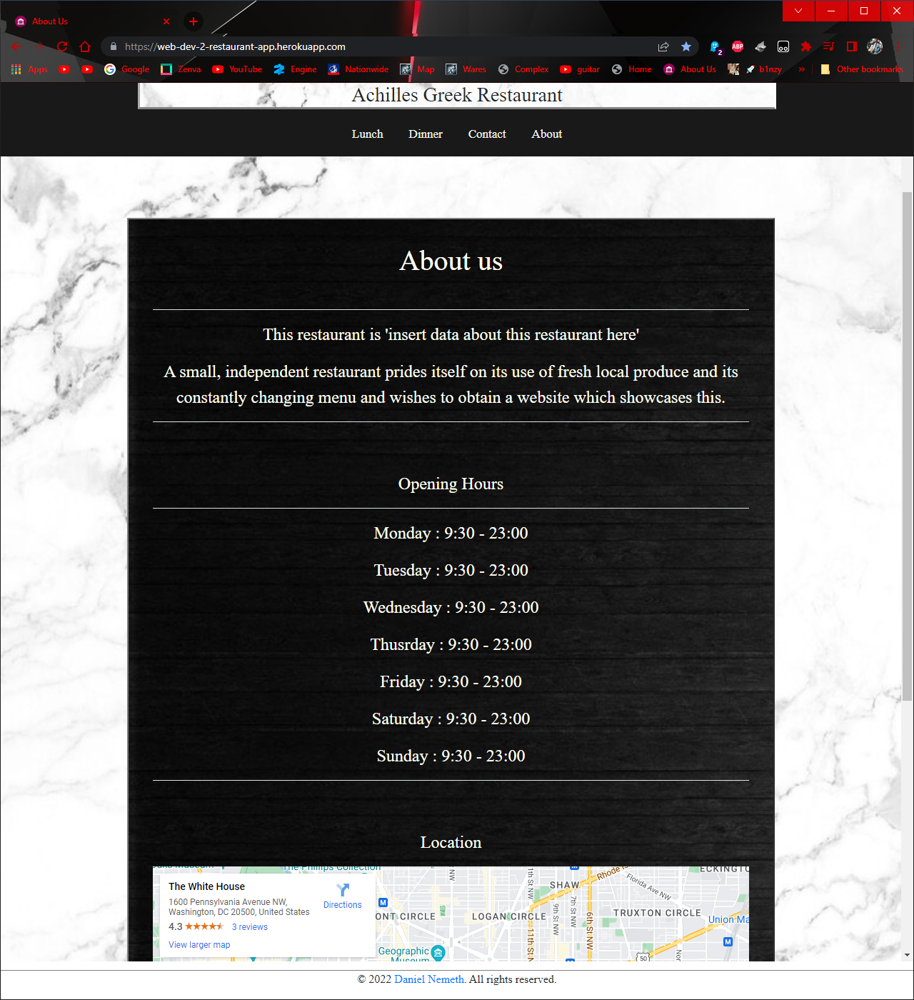 About Us
https://web-dev-2-restaurant-app.herokuapp.com
2
ABP
Apps
Google
Zenva
YouTube
Engine
Nationwide
Map
Wares
Complex
guitar
Home
About Us
b1nzy
»
Other bookmarks
Achilles Greek Restaurant
Lunch Dinner Contact About
About us
This restaurant is 'insert data about this restaurant here'
A small, independent restaurant prides itself on its use of fresh local produce and its
constantly changing menu and wishes to obtain a website which showcases this.
Opening Hours
Monday : 9:30 - 23:00
Tuesday : 9:30 - 23:00
Wednesday : 9:30 - 23:00
Thusrday : 9:30 - 23:00
Friday : 9:30 - 23:00
Saturday : 9:30 - 23:00
Sunday : 9:30 - 23:00
Location
The Phillips Collection
The White House
1600 Pennsylvania Avenue NW,
Washington, DC 20500, United States
4.3
3 reviews
View larger map
Directions
M
ONT CIRCLE
LOGAN CIRCLE
SHAW
TRUXTON CIRCLE
ECKINGTO
Rhode Is
Florida Ave NW
Union Ma
M
11th St NW
9th St NW
7th St NW
6th St NW
11th St N
Geographic
Museum
50
Nor
© 2022 Daniel Nemeth. All rights reserved.